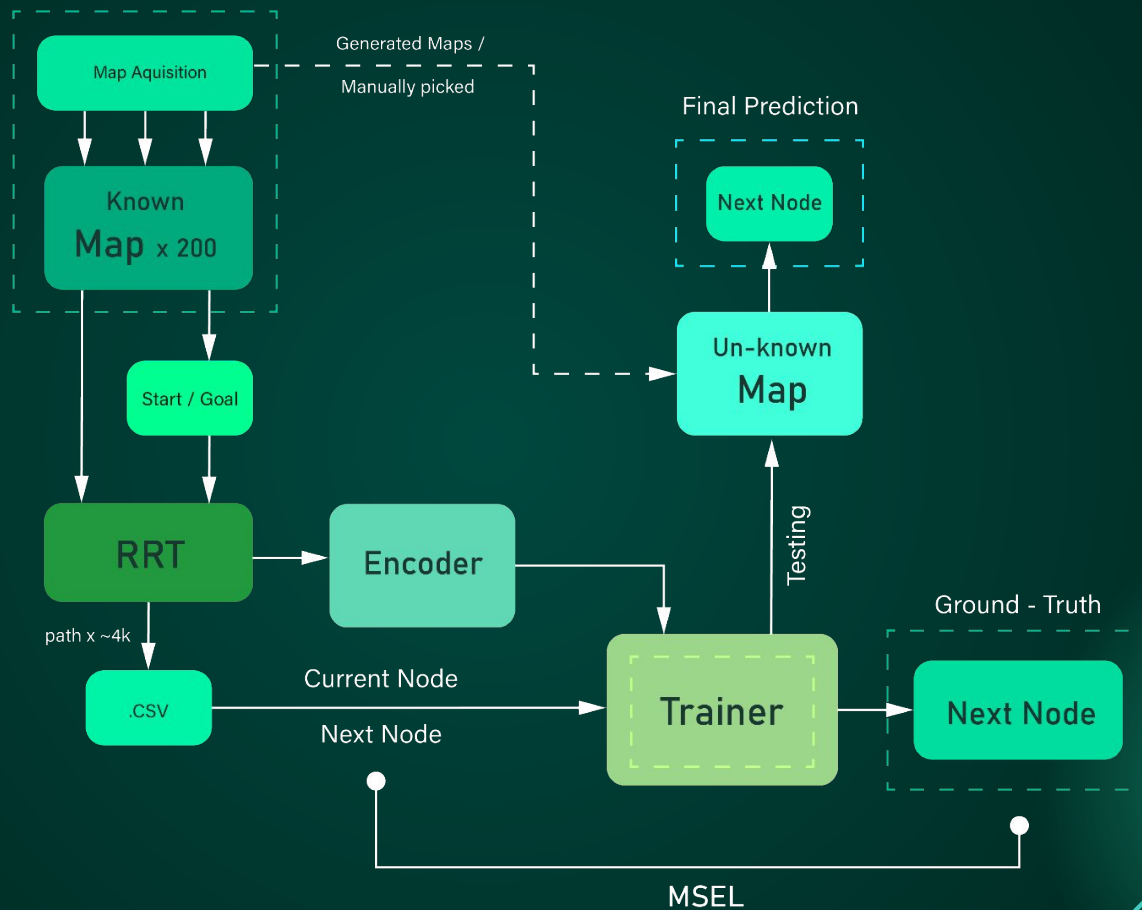 Map Aquisition
Generated Maps /
Manually picked
Known
Map x 200
Final Prediction
Next Node
Start / Goal
Un-known
Map
RRT
Encoder
Testing
path x ~4k
.CSV
Current Node
Next Node
Trainer
Ground - Truth
Next Node
MSEL